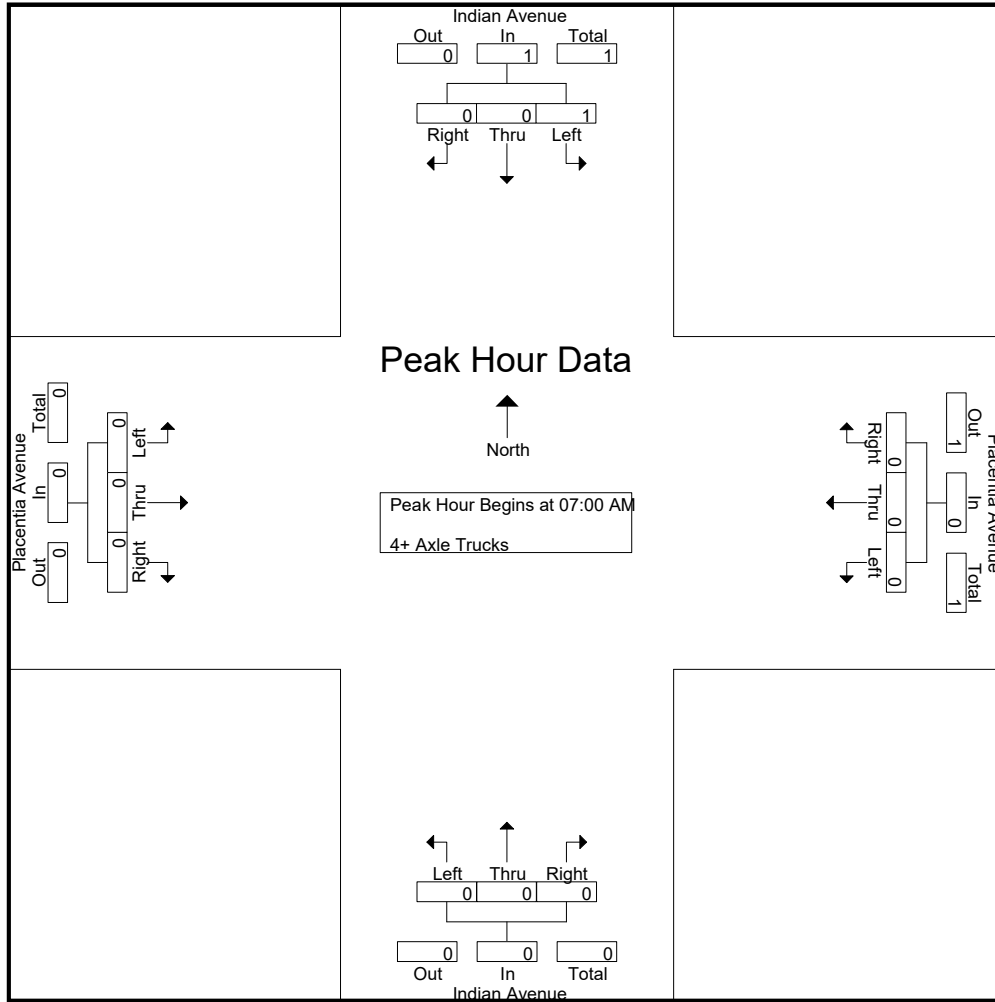 Indian Avenue
Out In Total
0 1 1
0 0 1
Right Thru Left
Peak Hour Data
North
Peak Hour Begins at 07:00 AM
4+ Axle Trucks
Placentia Avenue
Out In Total
0 0 0
0 0 0
Right Thru Left
Placentia Avenue
Out In Total
1 0 1
0 0 0
Right Thru Left
Left Thru Right
0 0 0
0 0 0
Out In Total
Indian Avenue